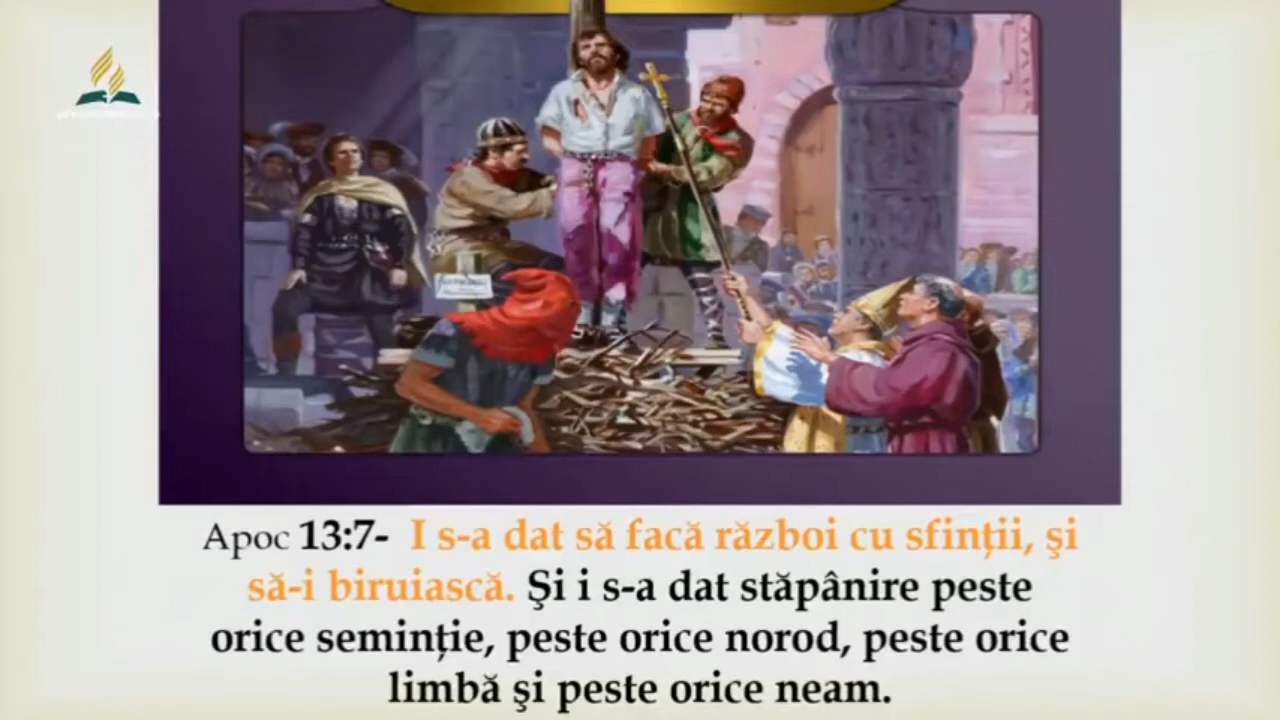 Apoc 13:7- I s-a dat să facă război cu sfinţii, şi
să-i biruiască. Şi i s-a dat stăpânire peste
orice seminţie, peste orice norod, peste orice
limbă şi peste orice neam.